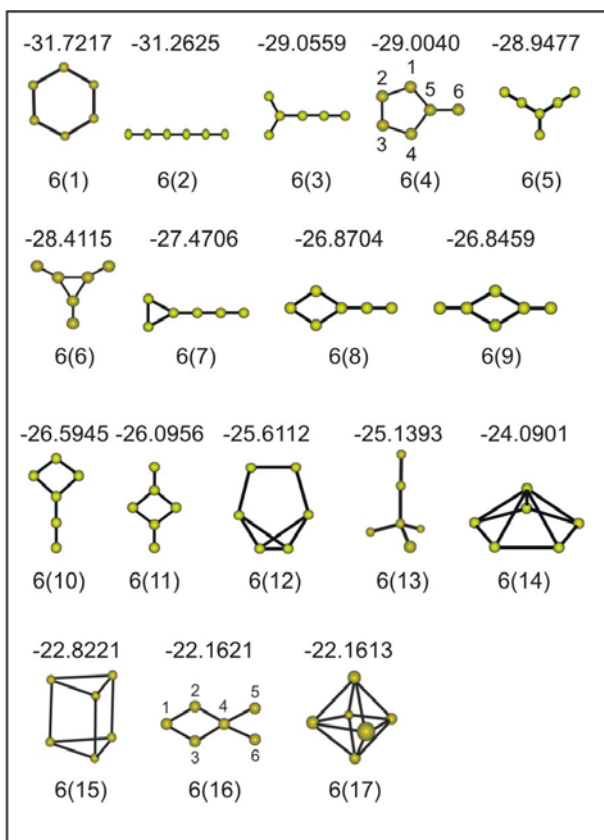 -31.7217 -31.2625 -29.0559 -29.0040 -28.9477
1
2 5 6
3 4
6(1) 6(2) 6(3) 6(4) 6(5)
-28.4115 -27.4706 -26.8704 -26.8459
6(6) 6(7) 6(8) 6(9)
-26.5945 -26.0956 -25.6112 -25.1393 -24.0901
6(10) 6(11) 6(12) 6(13) 6(14)
-22.8221 -22.1621 -22.1613
1 2 4 5
3 6
6(15) 6(16) 6(17)